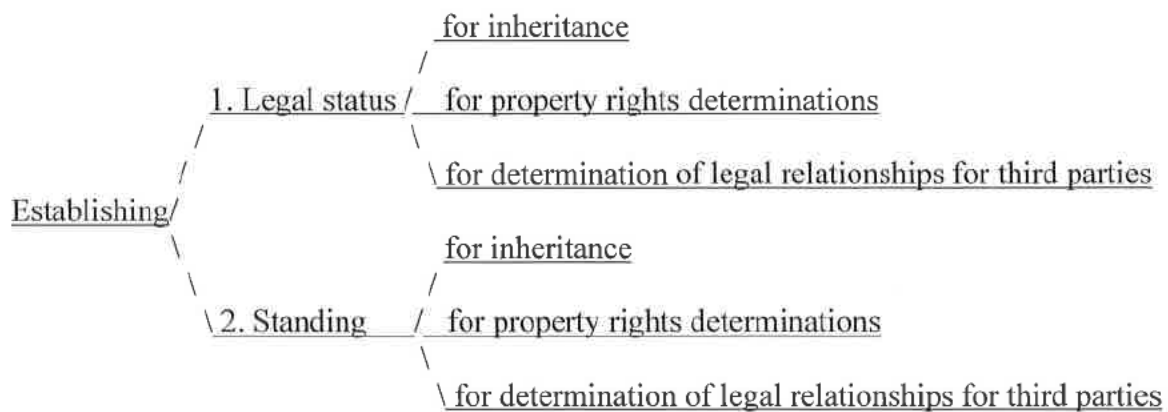 for inheritance
1. Legal status
for property rights determinations
for determination of legal relationships for third parties
Establishing
for inheritance
2. Standing
for property rights determinations
for determination of legal relationships for third parties